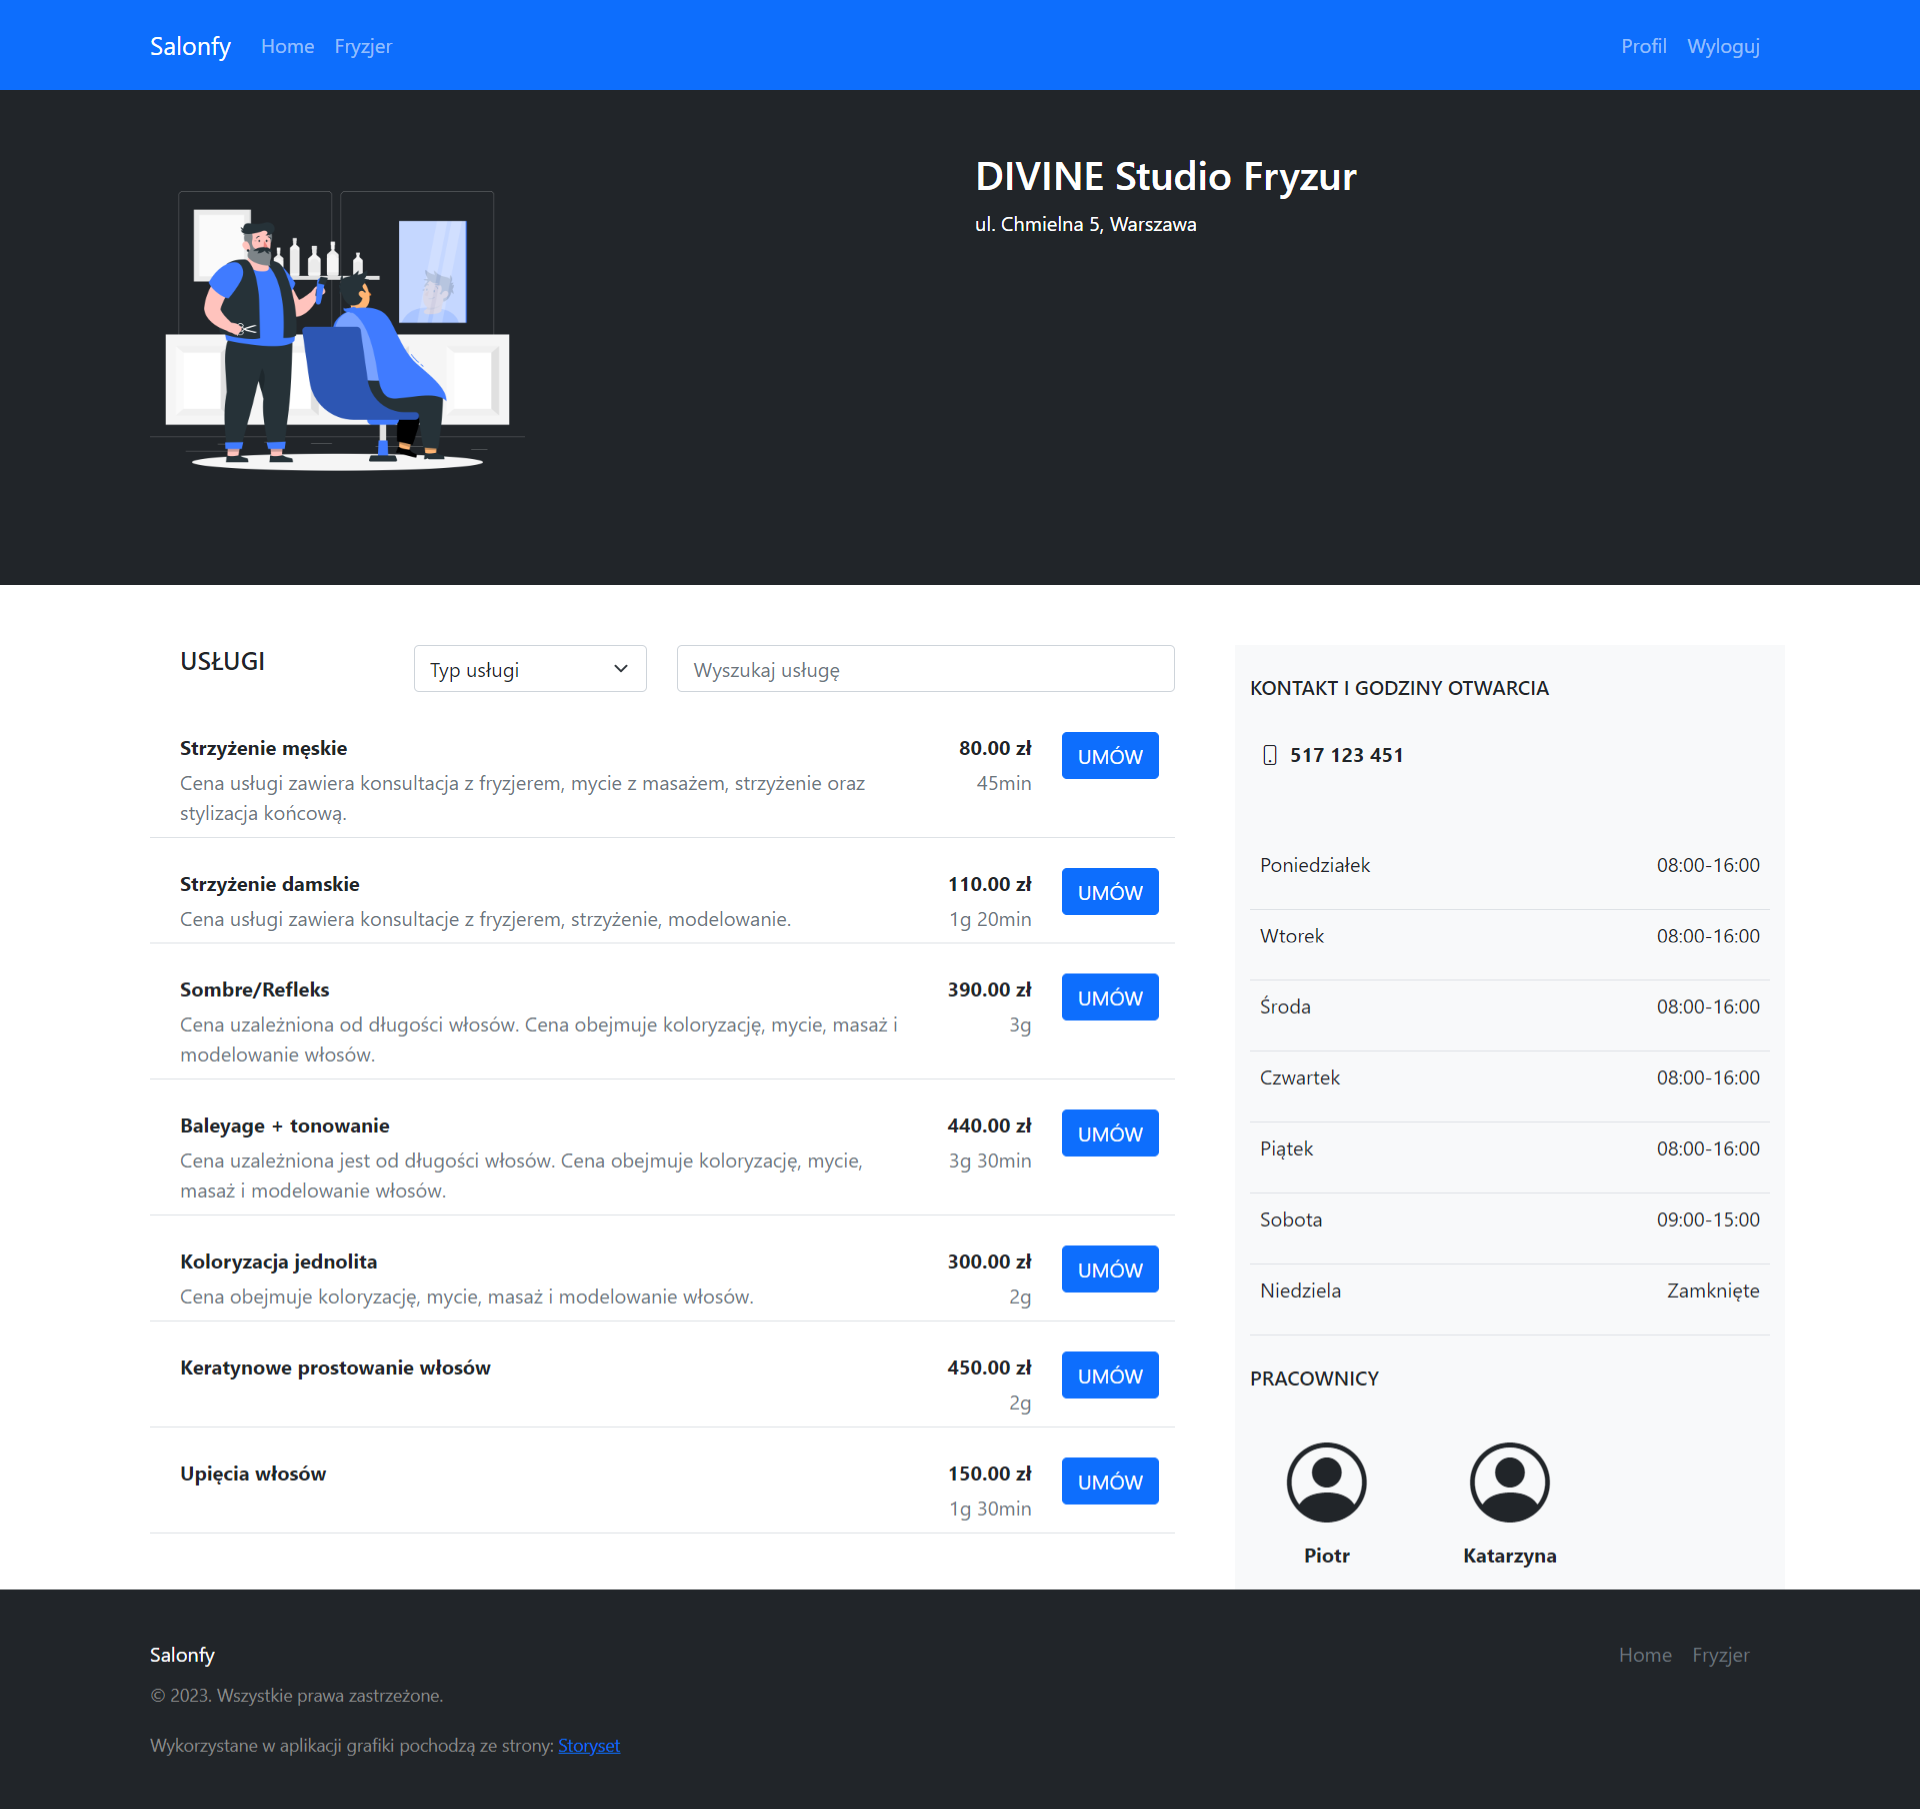 Salonfy Home Fryzjer Profil Wyloguj
DIVINE Studio Fryzur
ul. Chmielna 5, Warszawa
USŁUGI Typ usługi Wyszukaj usługę
Strzyżenie męskie 80.00 zł UMÓW
Cena usługi zawiera konsultacja z fryzjerem, mycie z masażem, strzyżenie oraz 45min
stylizacja końcową.
Strzyżenie damskie 110.00 zł UMÓW
Cena usługi zawiera konsultacje z fryzjerem, strzyżenie, modelowanie. 1g 20min
Sombre/Refleks 390.00 zł UMÓW
Cena uzależniona od długości włosów. Cena obejmuje koloryzację, mycie, masaż i 3g
modelowanie włosów.
Baleyage + tonowanie 440.00 zł UMÓW
Cena uzależniona jest od długości włosów. Cena obejmuje koloryzację, mycie, 3g 30min
masaż i modelowanie włosów.
Koloryzacja jednolita 300.00 zł UMÓW
Cena obejmuje koloryzację, mycie, masaż i modelowanie włosów. 2g
Keratynowe prostowanie włosów 450.00 zł UMÓW
2g
Upięcia włosów 150.00 zł UMÓW
1g 30min
KONTAKT I GODZINY OTWARCIA
517 123 451
Poniedziałek 08:00-16:00
Wtorek 08:00-16:00
Środa 08:00-16:00
Czwartek 08:00-16:00
Piątek 08:00-16:00
Sobota 09:00-15:00
Niedziela Zamknięte
PRACOWNICY
Piotr Katarzyna
Salonfy Home Fryzjer
© 2023. Wszystkie prawa zastrzeżone.
Wykorzystane w aplikacji grafiki pochodzą ze strony: Storyset